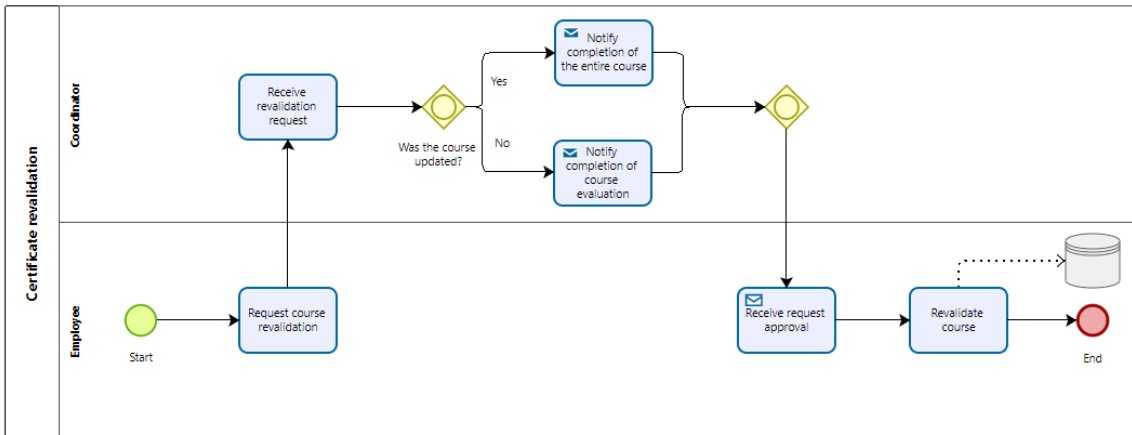 Certificate revalidation
Coordinator
Receive
revalidation
request
Was the course
updated?
Yes
No
Notify
completion of
the entire course
Notify
completion of
course
evaluation
Employee
Start
Request course
revalidation
Receive request
approval
Revalidate
course
End